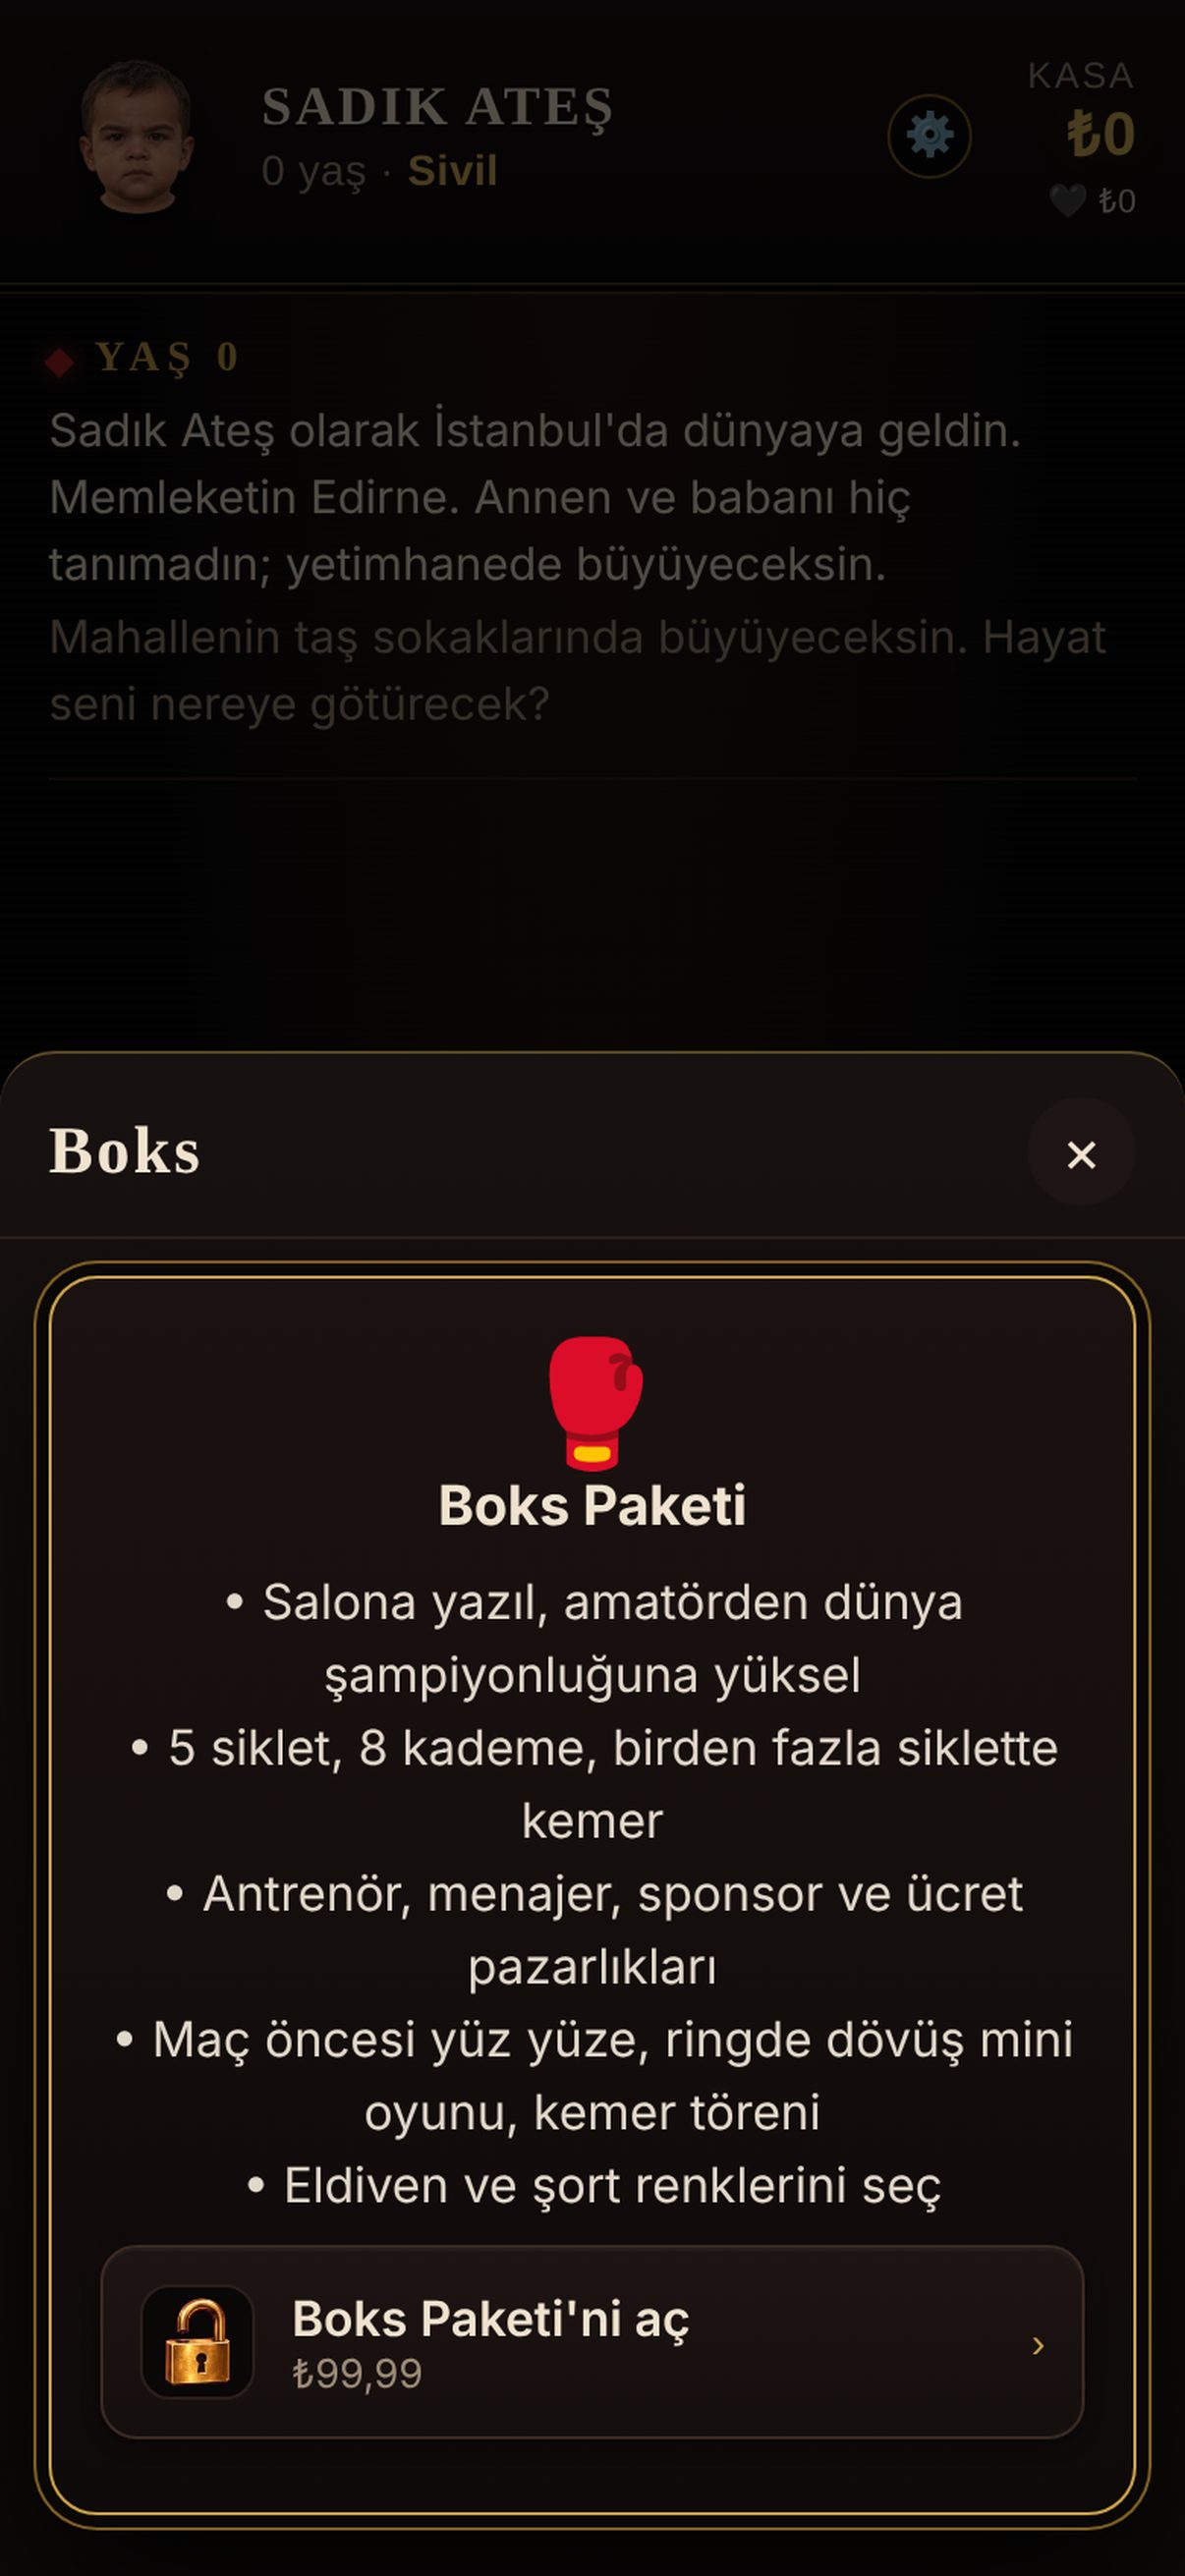 SADIK ATEŞ
0 yaş · Sivil
KASA
₺0
₺0
YAŞ 0
Sadık Ateş olarak İstanbul'da dünyaya geldin.
Memleketin Edirne. Annen ve babanı hiç
tanımadın; yetimhanede büyüyeceksin.
Mahallenin taş sokaklarında büyüyeceksin. Hayat
seni nereye götürecek?
Boks
Boks Paketi
• Salona yazıl, amatörden dünya
şampiyonluğuna yüksel
• 5 siklet, 8 kademe, birden fazla siklette
kemer
• Antrenör, menajer, sponsor ve ücret
pazarlıkları
• Maç öncesi yüz yüze, ringde dövüş mini
oyunu, kemer töreni
• Eldiven ve şort renklerini seç
Boks Paketi'ni aç
₺99,99